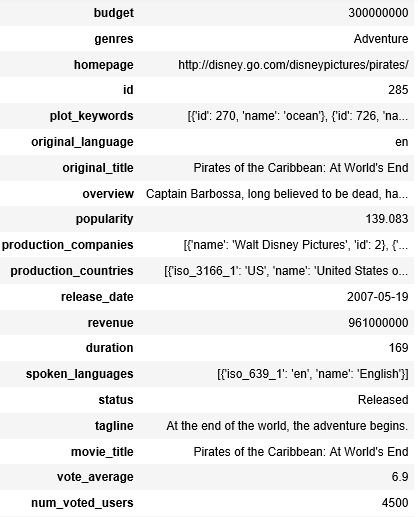 budget 300000000
genres Adventure
homepage http://disney.go.com/disneypictures/pirates/
id 285
plot_keywords [{'id': 270, 'name': 'ocean'}, {'id': 726, 'na...
original_language en
original_title Pirates of the Caribbean: At World's End
overview Captain Barbossa, long believed to be dead, ha...
popularity 139.083
production_companies [{'name': 'Walt Disney Pictures', 'id': 2}, {'...
production_countries [{'iso_3166_1': 'US', 'name': 'United States o...
release_date 2007-05-19
revenue 961000000
duration 169
spoken_languages [{'iso_639_1': 'en', 'name': 'English'}]
status Released
tagline At the end of the world, the adventure begins.
movie_title Pirates of the Caribbean: At World's End
vote_average 6.9
num_voted_users 4500